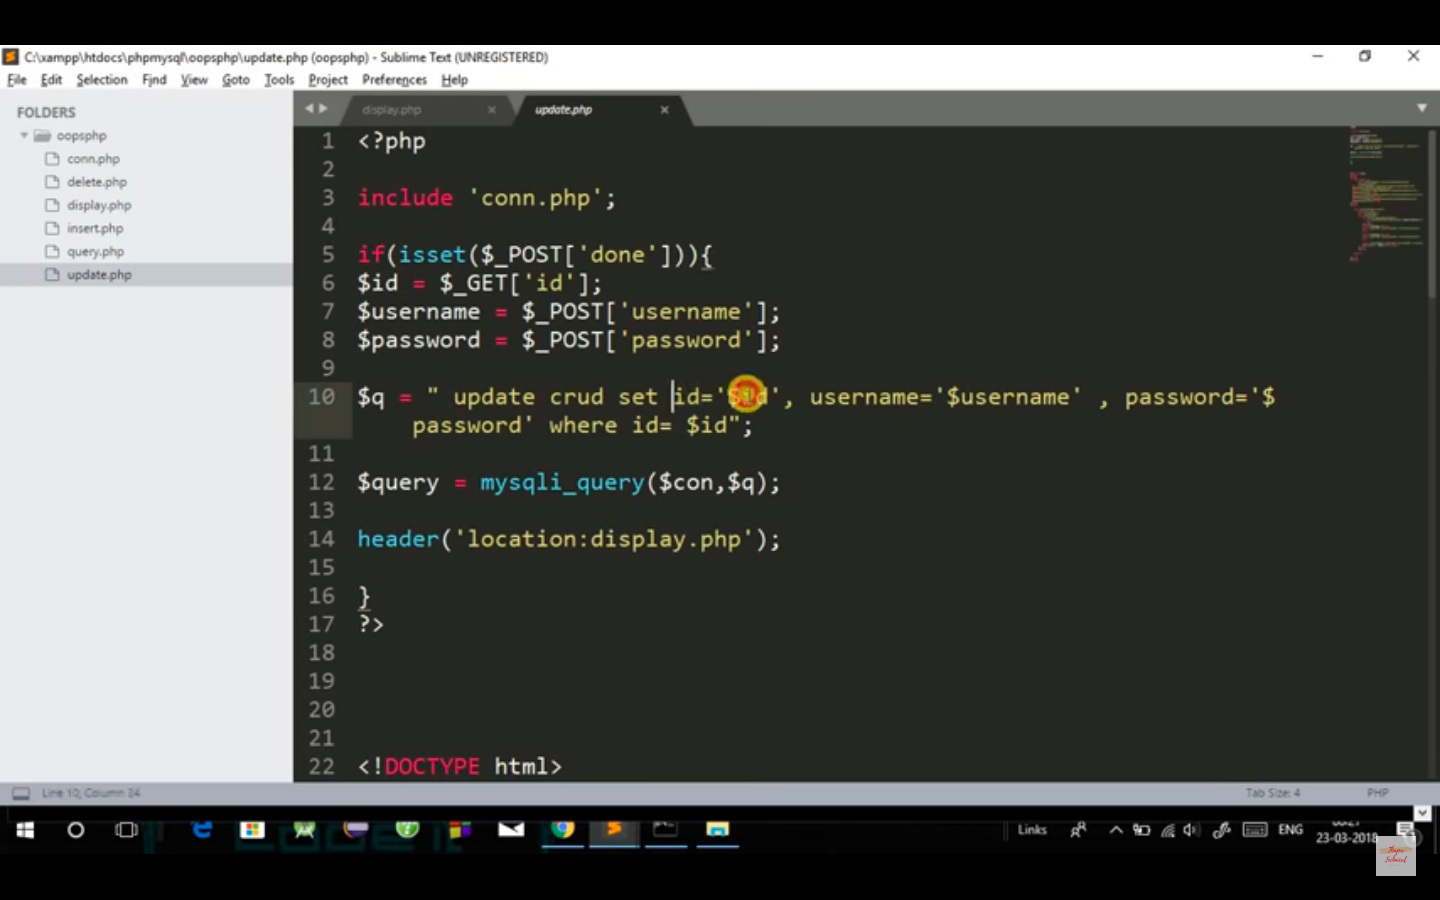 C:\xampp\htdocs\phpmysql\oopsphp\update.php (oopsphp) - Sublime Text (UNREGISTERED)
File Edit Selection Find View Goto Tools Project Preferences Help
FOLDERS
oopsphp
conn.php
delete.php
display.php
insert.php
query.php
update.php
display.php update.php
1 <?php
2
3 include 'conn.php';
4
5 if(isset($_POST['done'])){
6 $id = $_GET['id'];
7 $username = $_POST['username'];
8 $password = $_POST['password'];
9
10 $q = " update crud set id='$id', username='$username' , password='$
password' where id= $id";
11
12 $query = mysqli_query($con,$q);
13
14 header('location:display.php');
15
16 }
17 ?>
18
19
20
21
22 <!DOCTYPE html>
Line 10, Column 34 Tab Size: 4 PHP
Links ENG
23-03-2018